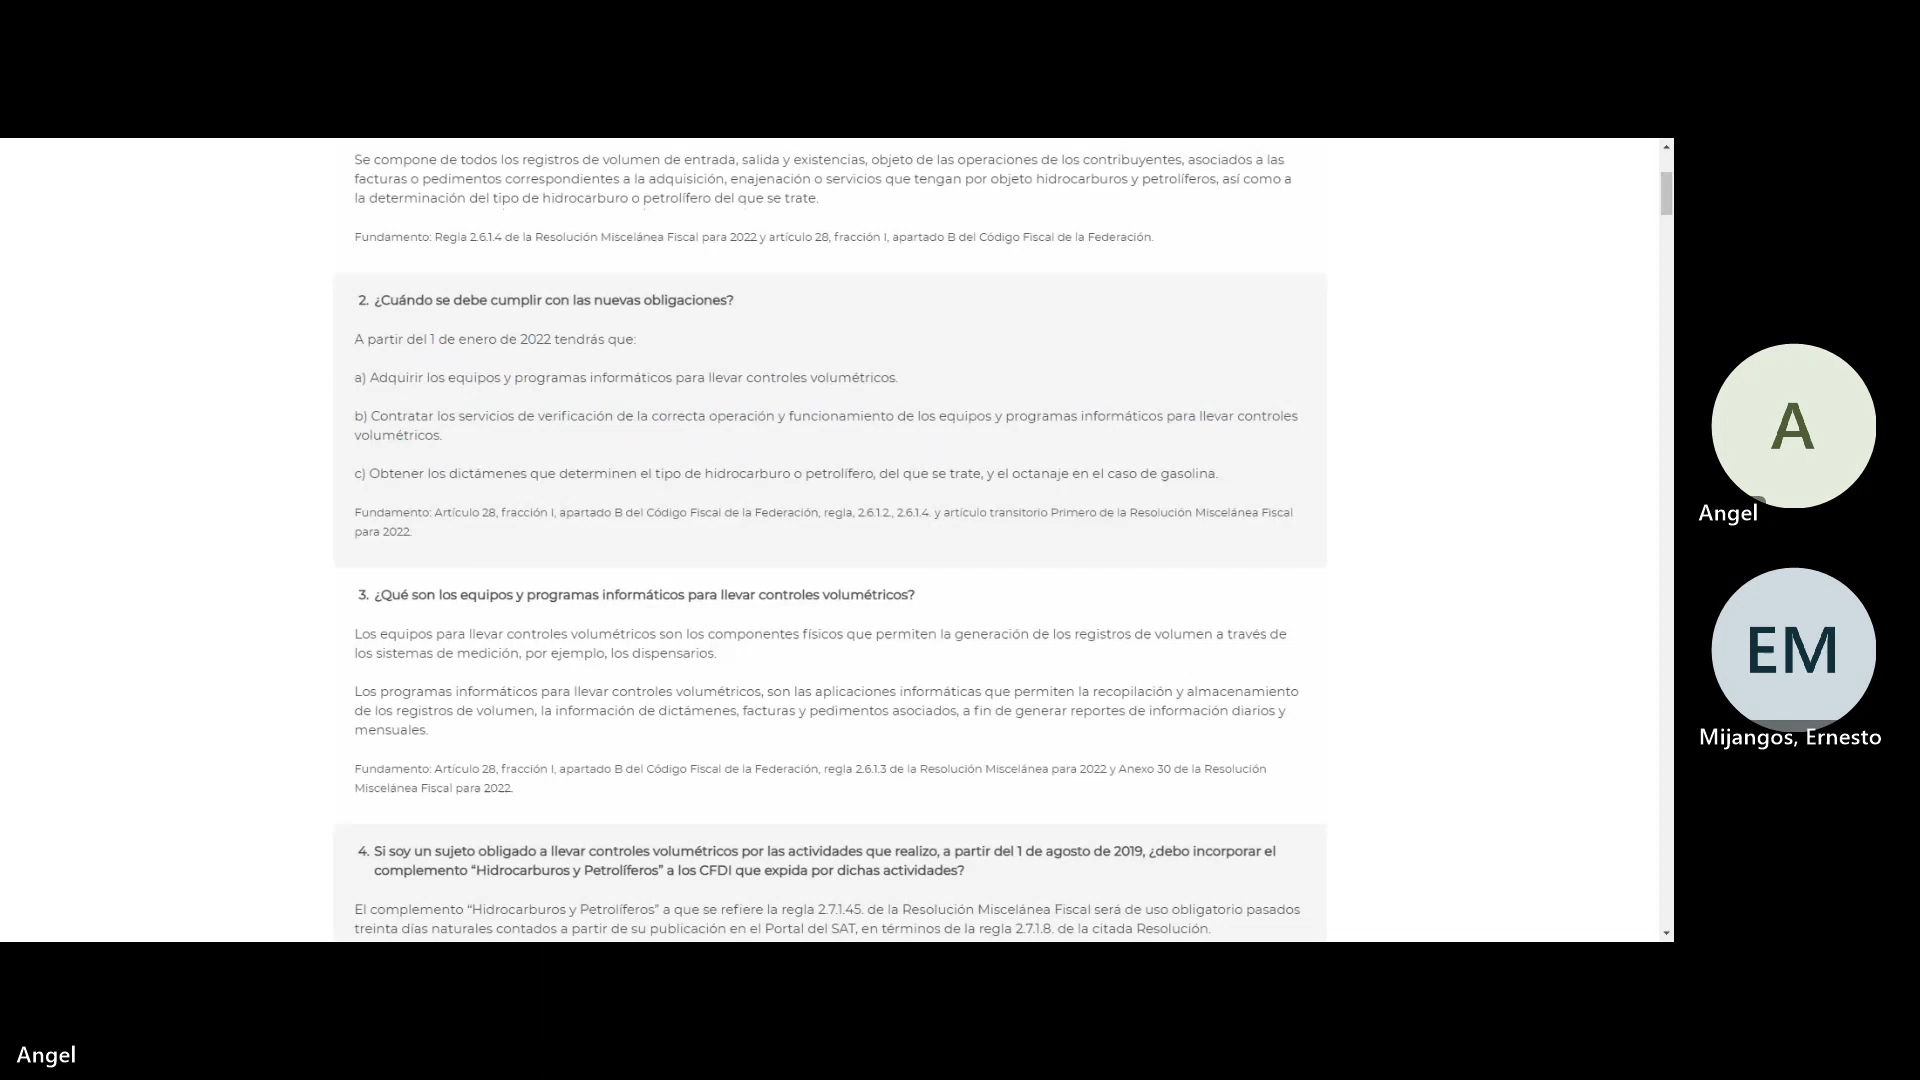 Se compone de todos los registros de volumen de entrada, salida y existencias, objeto de las operaciones de los contribuyentes, asociados a las
facturas o pedimentos correspondientes a la adquisición, enajenación o servicios que tengan por objeto hidrocarburos y petrolíferos, así como a
la determinación del tipo de hidrocarburo o petrolífero del que se trate.
Fundamento: Regla 2.6.1.4 de la Resolución Miscelánea Fiscal para 2022 y artículo 28, fracción I, apartado B del Código Fiscal de la Federación.
2. ¿Cuándo se debe cumplir con las nuevas obligaciones?
A partir del 1 de enero de 2022 tendrás que:
a) Adquirir los equipos y programas informáticos para llevar controles volumétricos.
b) Contratar los servicios de verificación de la correcta operación y funcionamiento de los equipos y programas informáticos para llevar controles
volumétricos.
c) Obtener los dictámenes que determinen el tipo de hidrocarburo o petrolífero, del que se trate, y el octanaje en el caso de gasolina.
Fundamento: Artículo 28, fracción I, apartado B del Código Fiscal de la Federación, regla, 2.6.1.2., 2.6.1.4. y artículo transitorio Primero de la Resolución Miscelánea Fiscal
para 2022.
3. ¿Qué son los equipos y programas informáticos para llevar controles volumétricos?
Los equipos para llevar controles volumétricos son los componentes físicos que permiten la generación de los registros de volumen a través de
los sistemas de medición, por ejemplo, los dispensarios.
Los programas informáticos para llevar controles volumétricos, son las aplicaciones informáticas que permiten la recopilación y almacenamiento
de los registros de volumen, la información de dictámenes, facturas y pedimentos asociados, a fin de generar reportes de información diarios y
mensuales.
Fundamento: Artículo 28, fracción I, apartado B del Código Fiscal de la Federación, regla 2.6.1.3 de la Resolución Miscelánea para 2022 y Anexo 30 de la Resolución
Miscelánea Fiscal para 2022.
4. Si soy un sujeto obligado a llevar controles volumétricos por las actividades que realizo, a partir del 1 de agosto de 2019, ¿debo incorporar el
complemento “Hidrocarburos y Petrolíferos” a los CFDI que expida por dichas actividades?
El complemento “Hidrocarburos y Petrolíferos” a que se refiere la regla 2.7.1.45. de la Resolución Miscelánea Fiscal será de uso obligatorio pasados
treinta días naturales contados a partir de su publicación en el Portal del SAT, en términos de la regla 2.7.1.8. de la citada Resolución.
A
Angel
EM
Mijangos, Ernesto
Angel